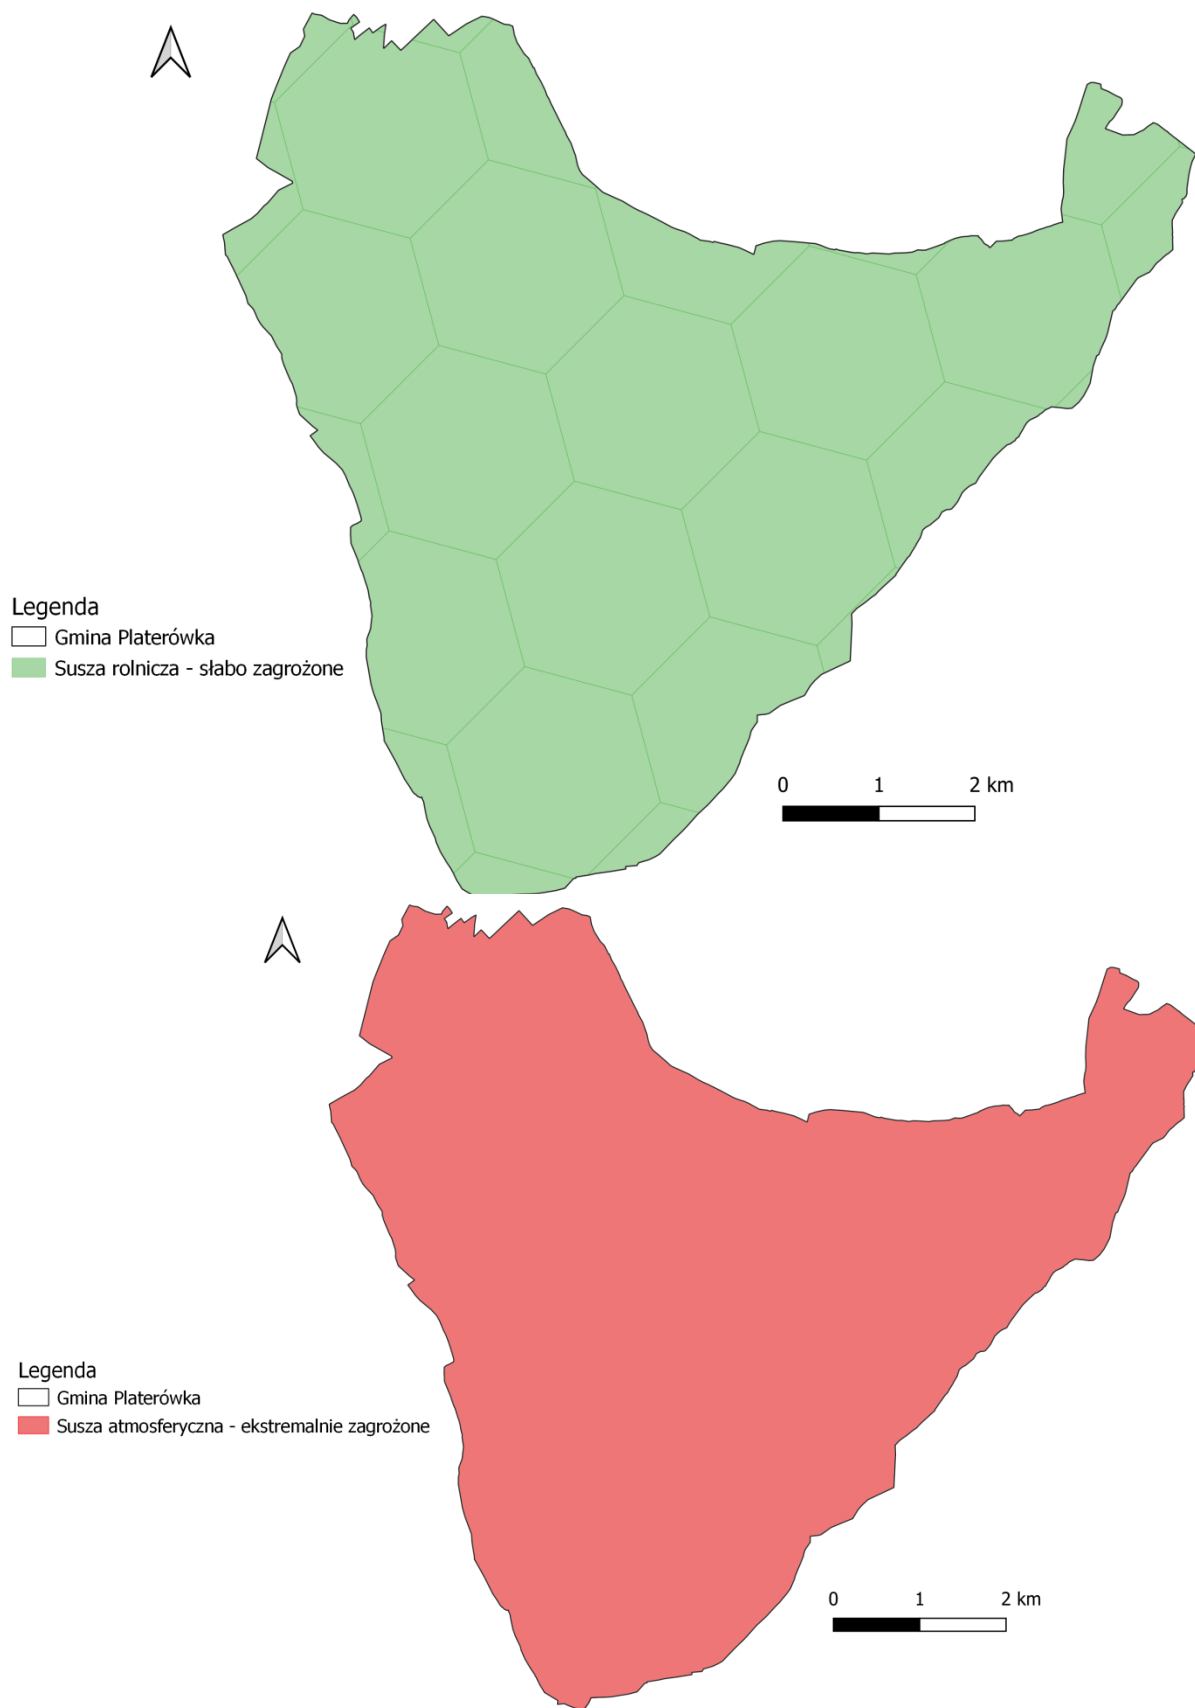 Legenda
Gmina Platerówka
Susza rolnicza - słabo zagrożone
0 1 2 km
Legenda
Gmina Platerówka
Susza atmosferyczna - ekstremalnie zagrożone
0 1 2 km